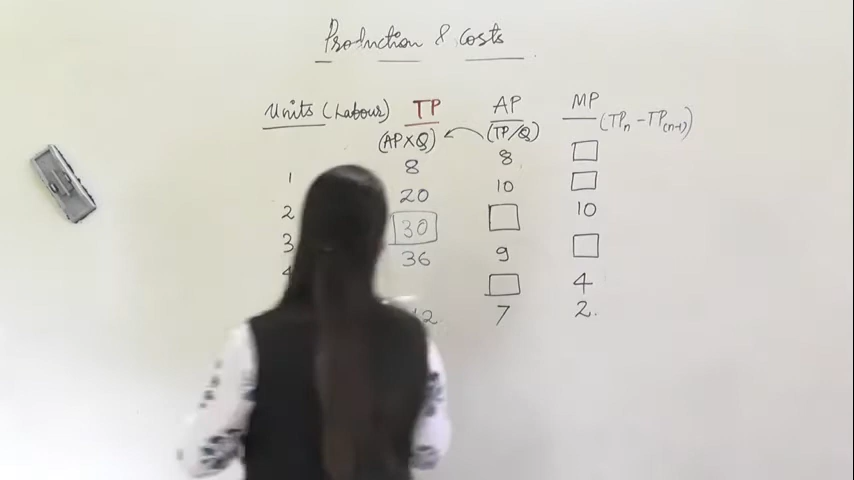 Production & Costs
Units (Labour) TP AP MP
(AP×Q) (TP/Q) (TPn - TP(n-1))
1 8 8
2 20 10
3 30 10
4 36 9
4
7 2.